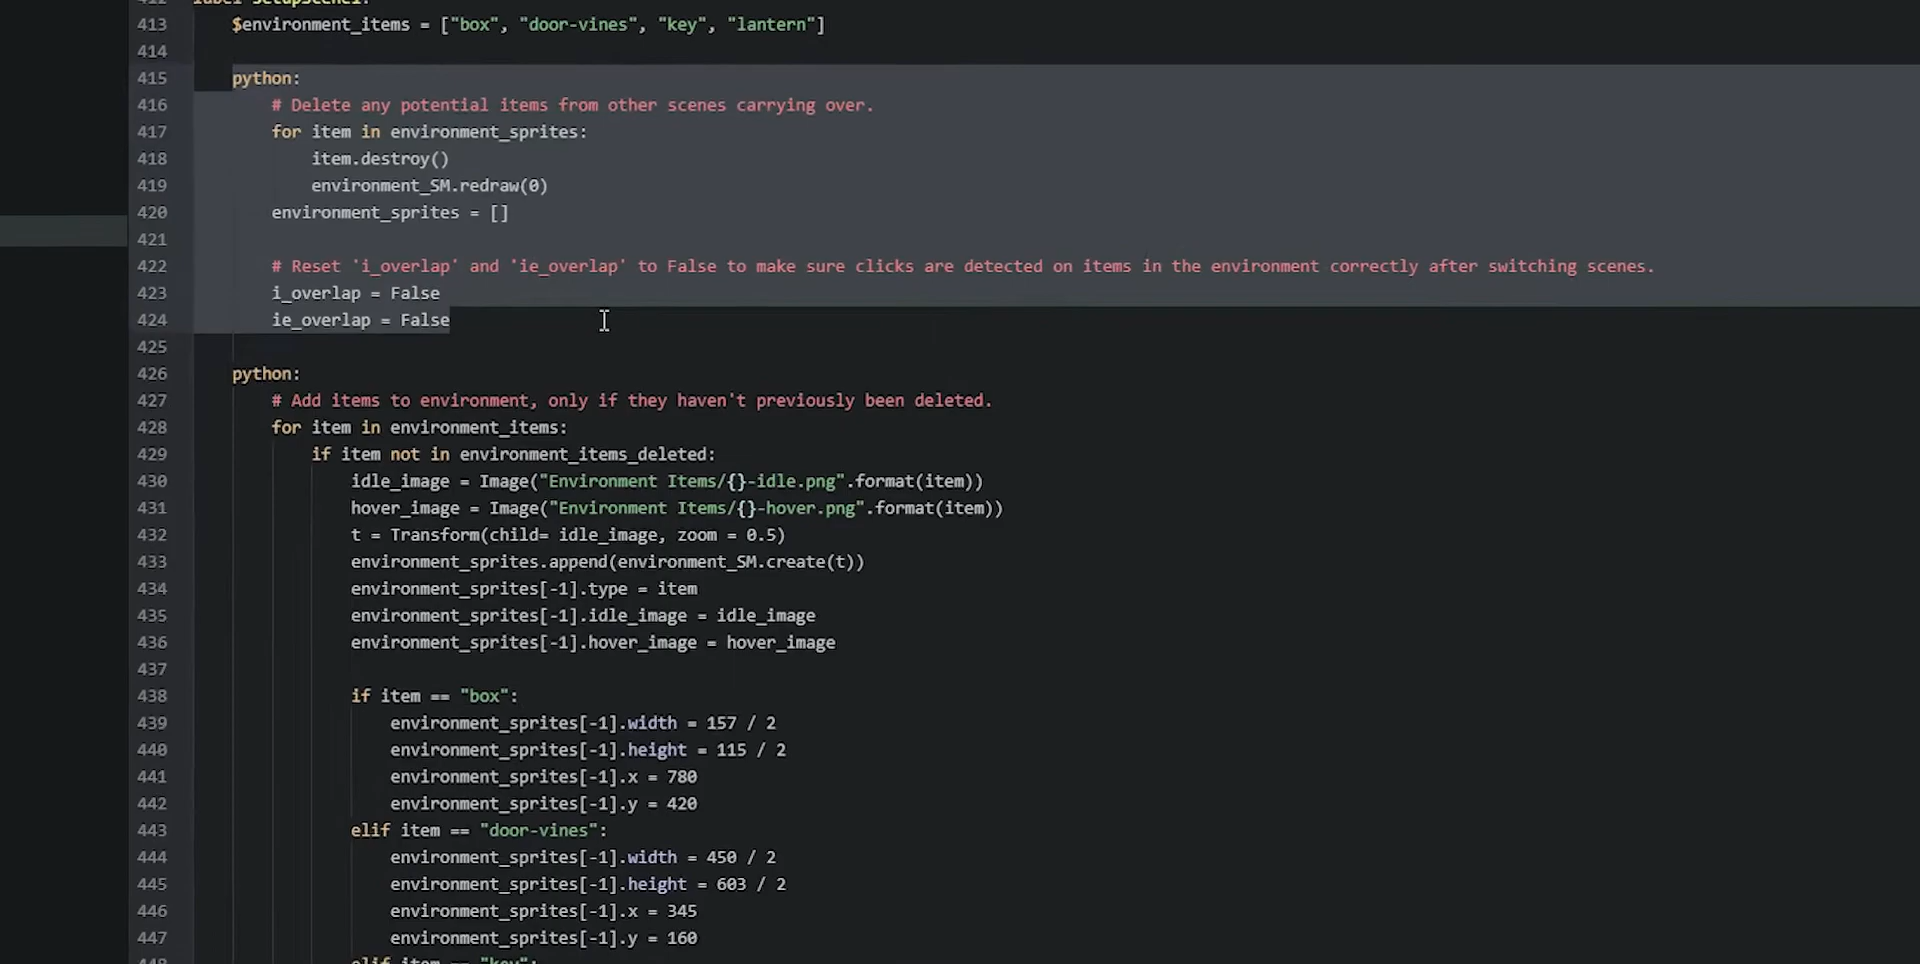 412 label setupScene1:
413 $environment_items = ["box", "door-vines", "key", "lantern"]
414
415 python:
416 # Delete any potential items from other scenes carrying over.
417 for item in environment_sprites:
418 item.destroy()
419 environment_SM.redraw(0)
420 environment_sprites = []
421
422 # Reset 'i_overlap' and 'ie_overlap' to False to make sure clicks are detected on items in the environment correctly after switching scenes.
423 i_overlap = False
424 ie_overlap = False
425
426 python:
427 # Add items to environment, only if they haven't previously been deleted.
428 for item in environment_items:
429 if item not in environment_items_deleted:
430 idle_image = Image("Environment Items/{}-idle.png".format(item))
431 hover_image = Image("Environment Items/{}-hover.png".format(item))
432 t = Transform(child= idle_image, zoom = 0.5)
433 environment_sprites.append(environment_SM.create(t))
434 environment_sprites[-1].type = item
435 environment_sprites[-1].idle_image = idle_image
436 environment_sprites[-1].hover_image = hover_image
437
438 if item == "box":
439 environment_sprites[-1].width = 157 / 2
440 environment_sprites[-1].height = 115 / 2
441 environment_sprites[-1].x = 780
442 environment_sprites[-1].y = 420
443 elif item == "door-vines":
444 environment_sprites[-1].width = 450 / 2
445 environment_sprites[-1].height = 603 / 2
446 environment_sprites[-1].x = 345
447 environment_sprites[-1].y = 160
448 elif item == "key":